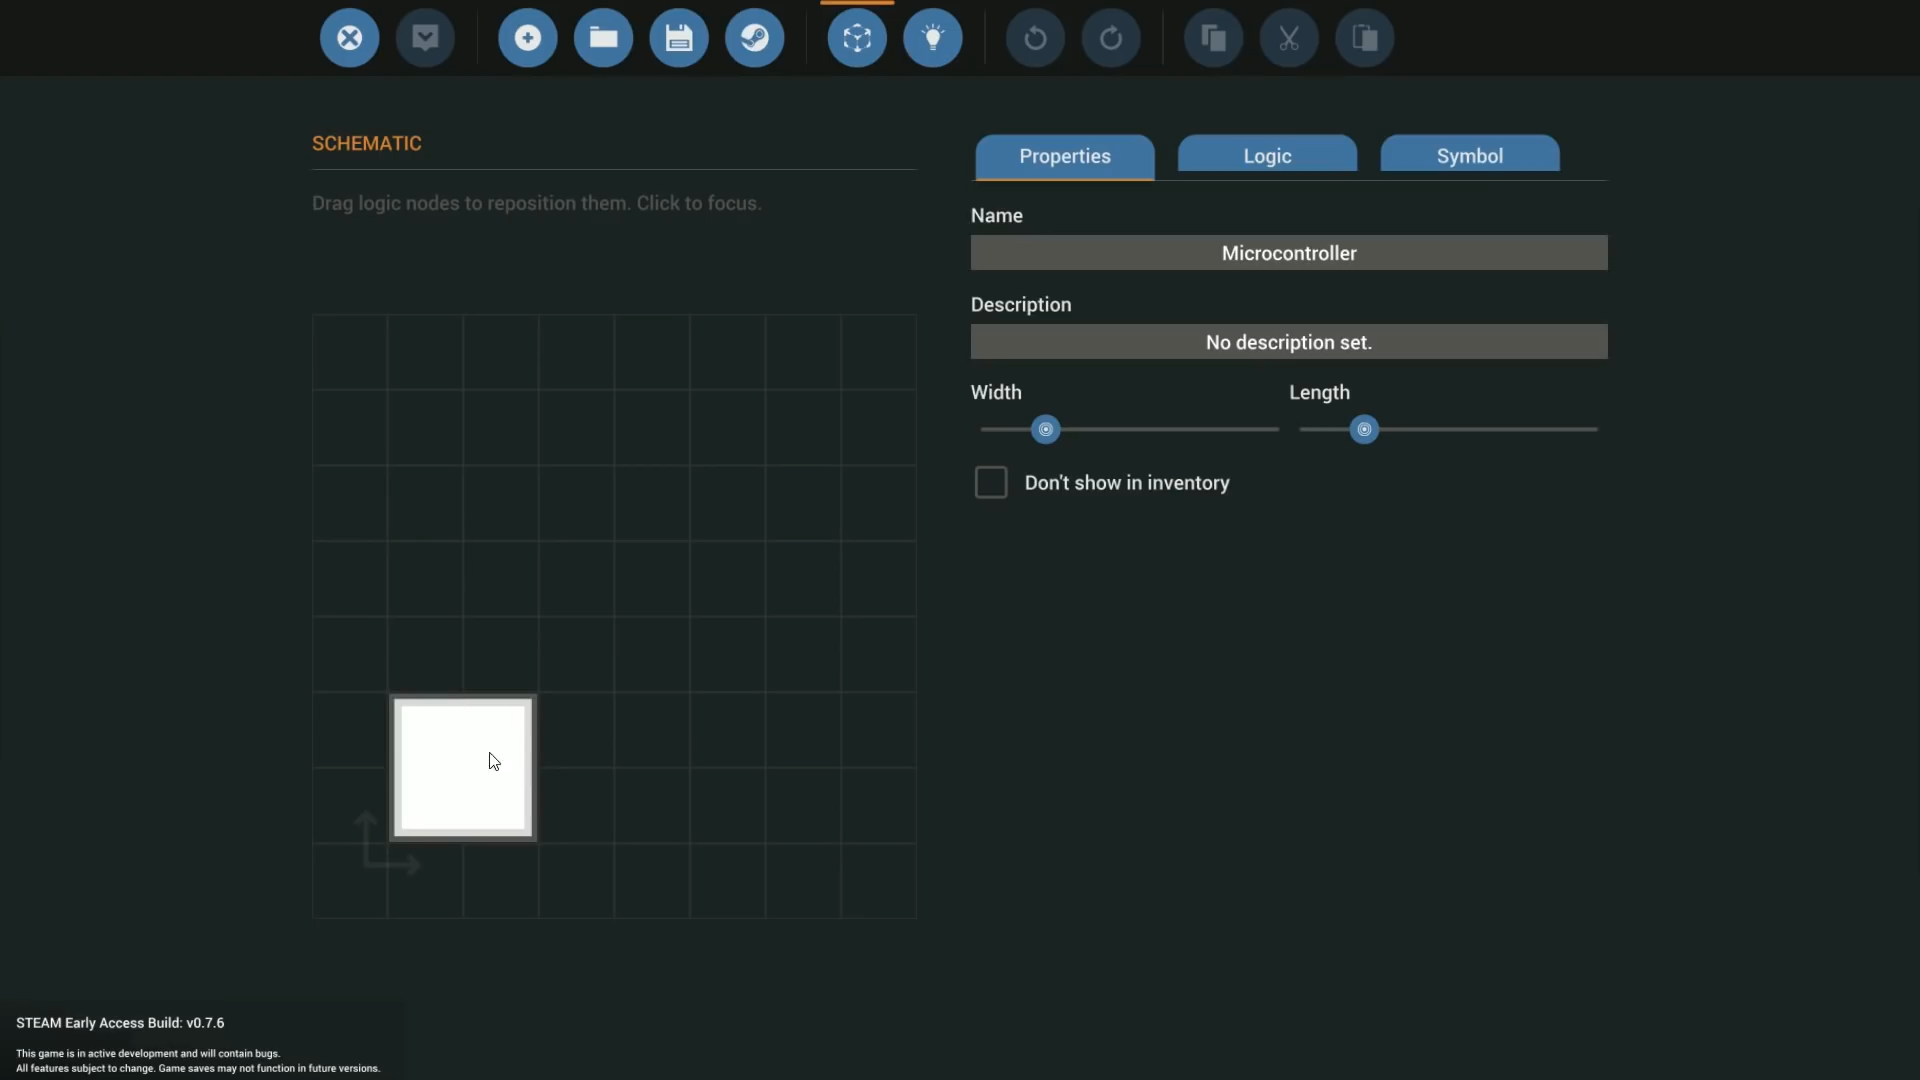 SCHEMATIC
Drag logic nodes to reposition them. Click to focus.
Properties
Logic
Symbol
Name
Microcontroller
Description
No description set.
Width
Length
Don't show in inventory
STEAM Early Access Build: v0.7.6
This game is in active development and will contain bugs.
All features subject to change. Game saves may not function in future versions.